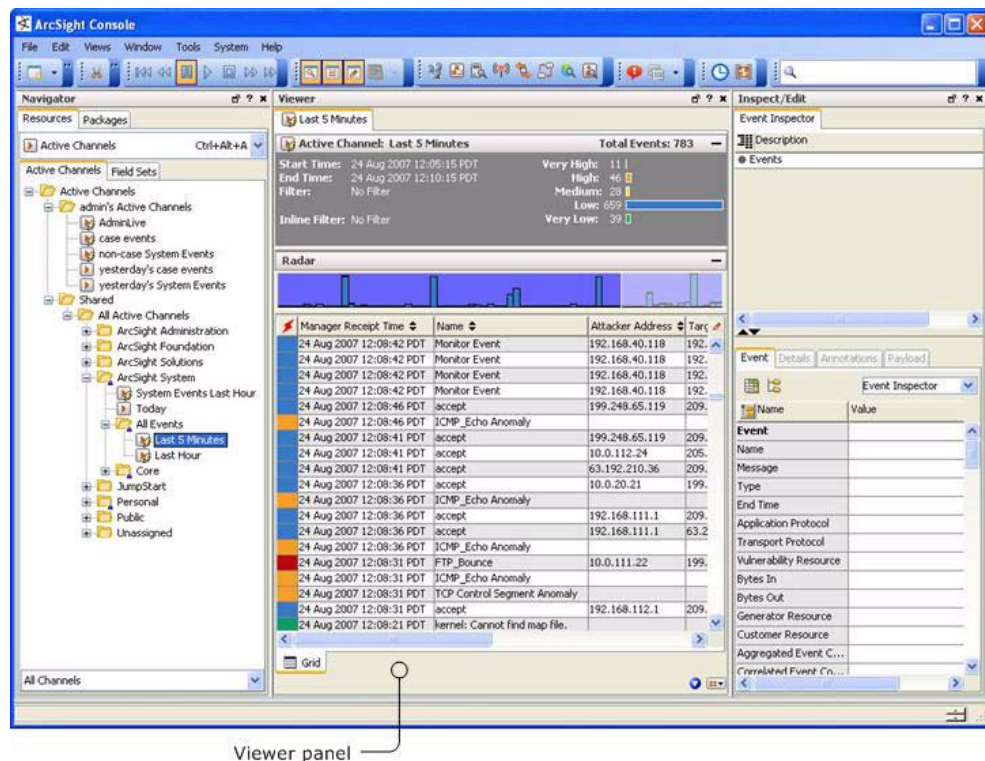 ArcSight Console
File Edit Views Window Tools System Help
Navigator
Resources Packages
Active Channels Ctrl+Alt+A
Active Channels Field Sets
Active Channels
admin's Active Channels
AdminLive
case events
non-case System Events
yesterday's case events
yesterday's System Events
Shared
All Active Channels
ArcSight Administration
ArcSight Foundation
ArcSight Solutions
ArcSight System
System Events Last Hour
Today
All Events
Last 5 Minutes
Last Hour
Core
JumpStart
Personal
Public
Unassigned
All Channels
Viewer
Last 5 Minutes
Active Channel: Last 5 Minutes Total Events: 783
Start Time: 24 Aug 2007 12:05:15 PDT Very High: 11
End Time: 24 Aug 2007 12:10:15 PDT High: 46
Filter: No Filter Medium: 28
Low: 659
Inline Filter: No Filter Very Low: 39
Radar
Manager Receipt Time Name Attacker Address Targ
24 Aug 2007 12:08:42 PDT Monitor Event 192.168.40.118 192.
24 Aug 2007 12:08:42 PDT Monitor Event 192.168.40.118 192.
24 Aug 2007 12:08:42 PDT Monitor Event 192.168.40.118 192.
24 Aug 2007 12:08:42 PDT Monitor Event 192.168.40.118 192.
24 Aug 2007 12:08:46 PDT accept 199.248.65.119 209.
24 Aug 2007 12:08:46 PDT ICMP_Echo Anomaly
24 Aug 2007 12:08:41 PDT accept 199.248.65.119 209.
24 Aug 2007 12:08:41 PDT accept 10.0.112.24 205.
24 Aug 2007 12:08:41 PDT accept 63.192.210.36 209.
24 Aug 2007 12:08:36 PDT accept 10.0.20.21 199.
24 Aug 2007 12:08:36 PDT ICMP_Echo Anomaly
24 Aug 2007 12:08:36 PDT accept 192.168.111.1 209.
24 Aug 2007 12:08:36 PDT accept 192.168.111.1 63.2
24 Aug 2007 12:08:36 PDT ICMP_Echo Anomaly
24 Aug 2007 12:08:31 PDT FTP_Bounce 10.0.111.22 199.
24 Aug 2007 12:08:31 PDT ICMP_Echo Anomaly
24 Aug 2007 12:08:31 PDT TCP Control Segment Anomaly
24 Aug 2007 12:08:31 PDT accept 192.168.112.1 209.
24 Aug 2007 12:08:21 PDT kernel: Cannot find map file.
Grid
Inspect/Edit
Event Inspector
Description
Events
Event Details Annotations Payload
Event Inspector
Name Value
Event
Name
Message
Type
End Time
Application Protocol
Transport Protocol
Vulnerability Resource
Bytes In
Bytes Out
Generator Resource
Customer Resource
Aggregated Event C...
Correlated Event Co...
Viewer panel